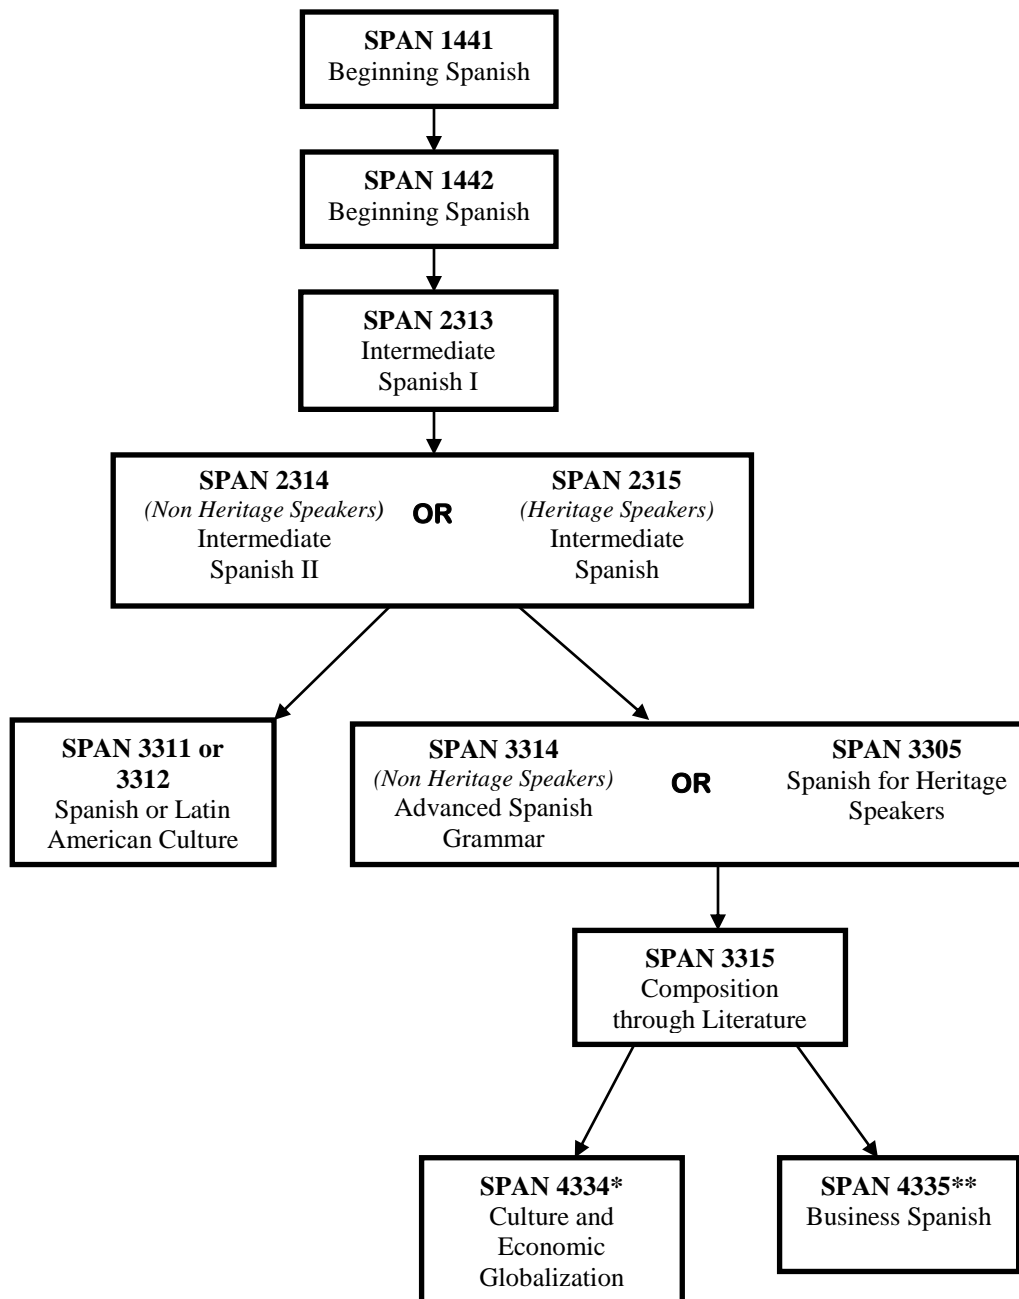 SPAN 1441
Beginning Spanish
SPAN 1442
Beginning Spanish
SPAN 2313
Intermediate
Spanish I
SPAN 2314
(Non Heritage Speakers)
Intermediate
Spanish II
OR
SPAN 2315
(Heritage Speakers)
Intermediate
Spanish
SPAN 3311 or
3312
Spanish or Latin
American Culture
SPAN 3314
(Non Heritage Speakers)
Advanced Spanish
Grammar
OR
SPAN 3305
Spanish for Heritage
Speakers
SPAN 3315
Composition
through Literature
SPAN 4334*
Culture and
Economic
Globalization
SPAN 4335**
Business Spanish